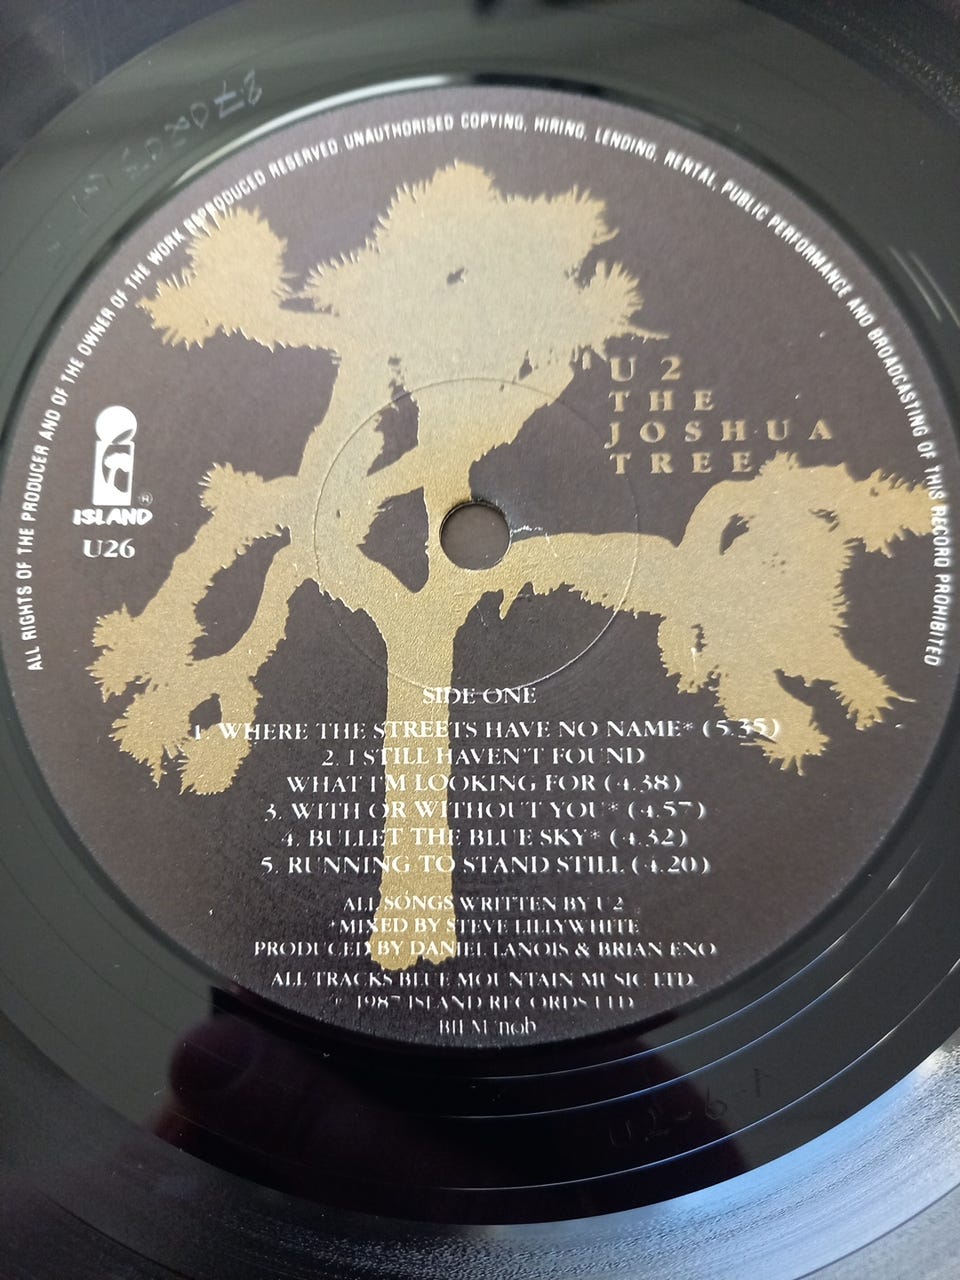 ALL RIGHTS OF THE PRODUCER AND OF THE OWNER OF THE WORK REPRODUCED RESERVED. UNAUTHORISED COPYING, HIRING, LENDING, RENTAL, PUBLIC PERFORMANCE AND BROADCASTING OF THIS RECORD PROHIBITED
U2
THE
JOSHUA
TREE
ISLAND
U26
SIDE ONE
1. WHERE THE STREETS HAVE NO NAME* (5.35)
2. I STILL HAVEN'T FOUND
WHAT I'M LOOKING FOR (4.38)
3. WITH OR WITHOUT YOU* (4.57)
4. BULLET THE BLUE SKY* (4.32)
5. RUNNING TO STAND STILL (4.20)
ALL SONGS WRITTEN BY U2
*MIXED BY STEVE LILLYWHITE
PRODUCED BY DANIEL LANOIS & BRIAN ENO
ALL TRACKS BLUE MOUNTAIN MUSIC LTD.
1987 ISLAND RECORDS LTD
BIEM/ncb
U2-6